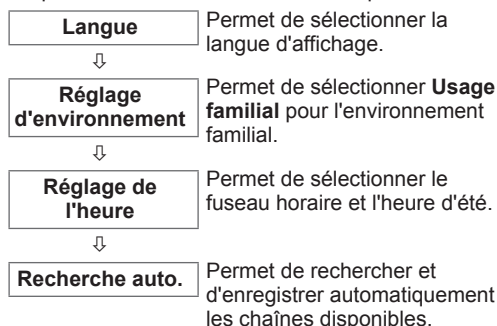 Langue
Permet de sélectionner la
langue d'affichage.
⇩
Réglage
d'environnement
Permet de sélectionner Usage
familial pour l'environnement
familial.
⇩
Réglage de
l'heure
Permet de sélectionner le
fuseau horaire et l'heure d'été.
⇩
Recherche auto.
Permet de rechercher et
d'enregistrer automatiquement
les chaînes disponibles.